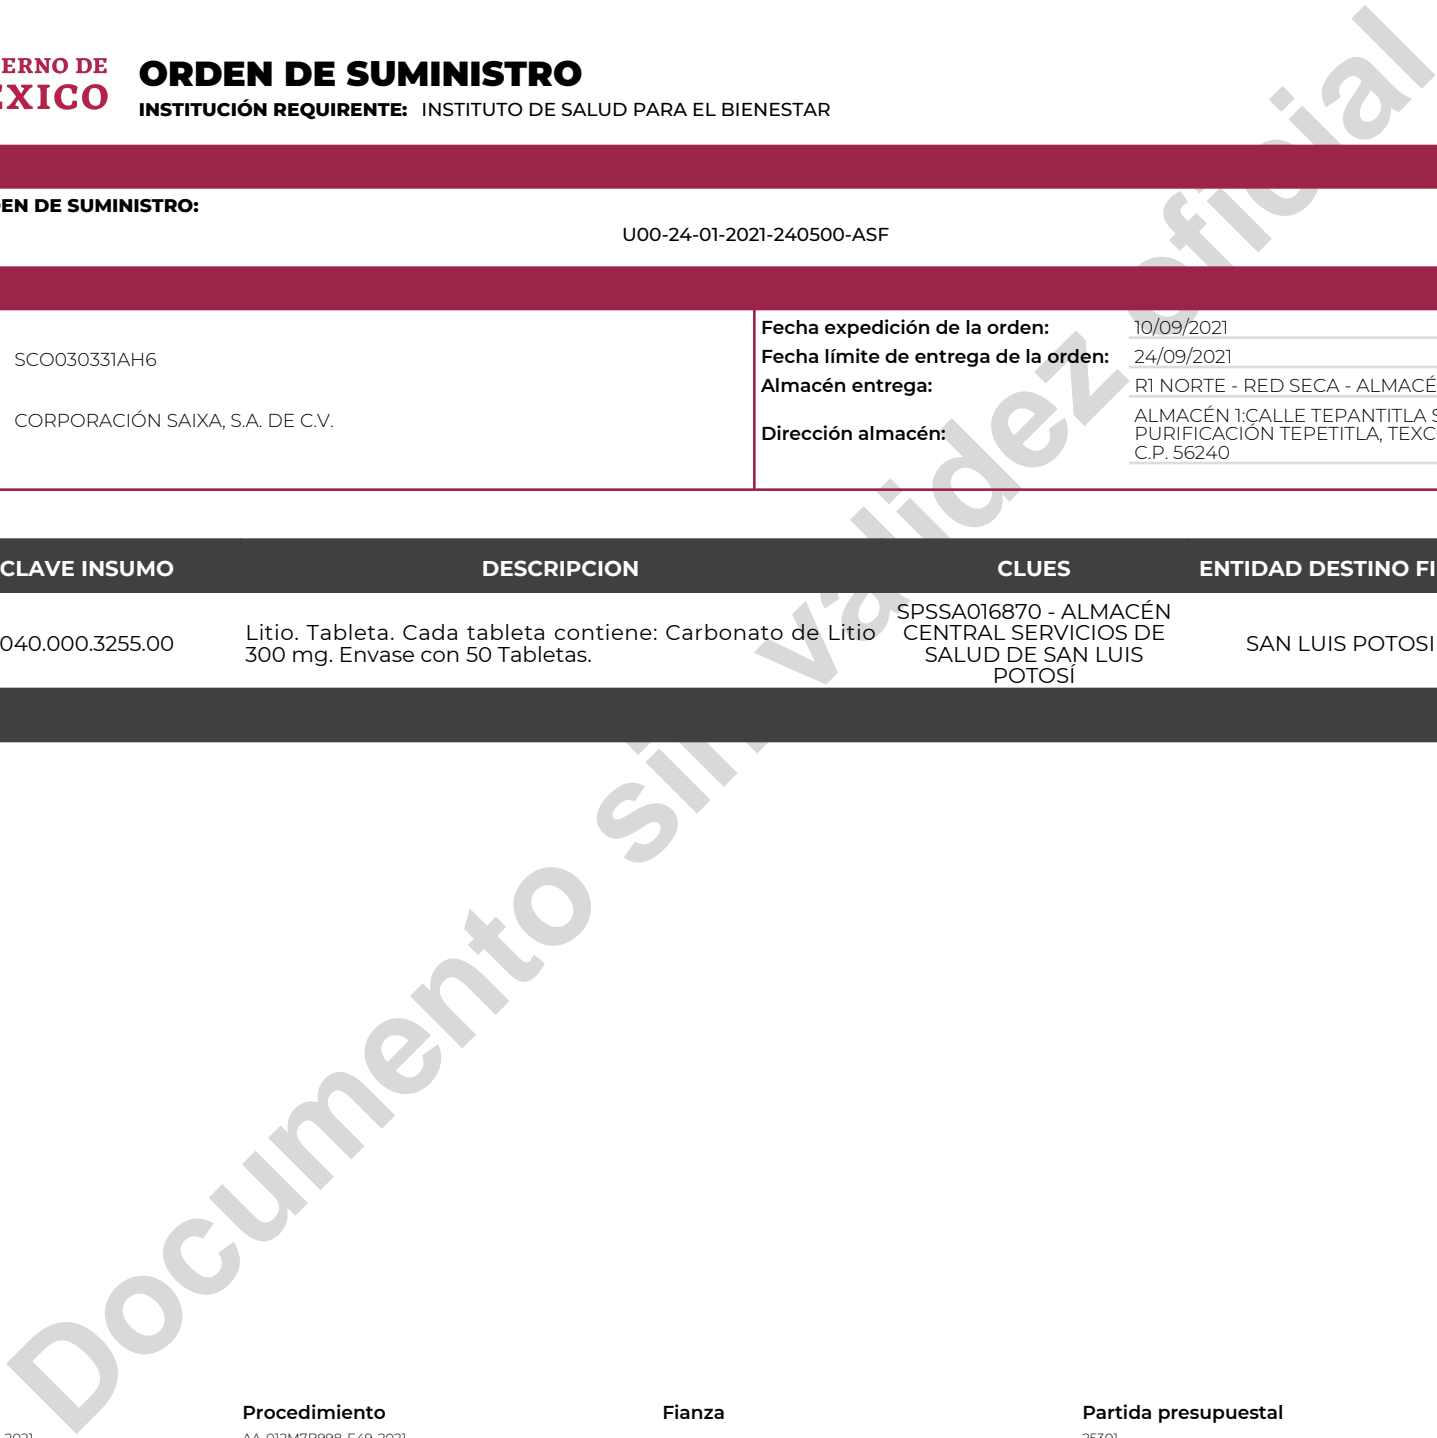 ERNO DE
ÉXICO
ORDEN DE SUMINISTRO
INSTITUCIÓN REQUIRENTE: INSTITUTO DE SALUD PARA EL BIENESTAR
EN DE SUMINISTRO:
U00-24-01-2021-240500-ASF
SCO030331AH6
CORPORACIÓN SAIXA, S.A. DE C.V.
Fecha expedición de la orden: 10/09/2021
Fecha límite de entrega de la orden: 24/09/2021
Almacén entrega: R1 NORTE - RED SECA - ALMACÉ
Dirección almacén:
ALMACÉN 1:CALLE TEPANTITLA S
PURIFICACIÓN TEPETITLA, TEXC
C.P. 56240
CLAVE INSUMO DESCRIPCION CLUES ENTIDAD DESTINO FI
040.000.3255.00
Litio. Tableta. Cada tableta contiene: Carbonato de Litio
300 mg. Envase con 50 Tabletas.
SPSSA016870 - ALMACÉN
CENTRAL SERVICIOS DE
SALUD DE SAN LUIS
POTOSÍ
SAN LUIS POTOSI
Documento sin validez oficial
Procedimiento Fianza Partida presupuestal